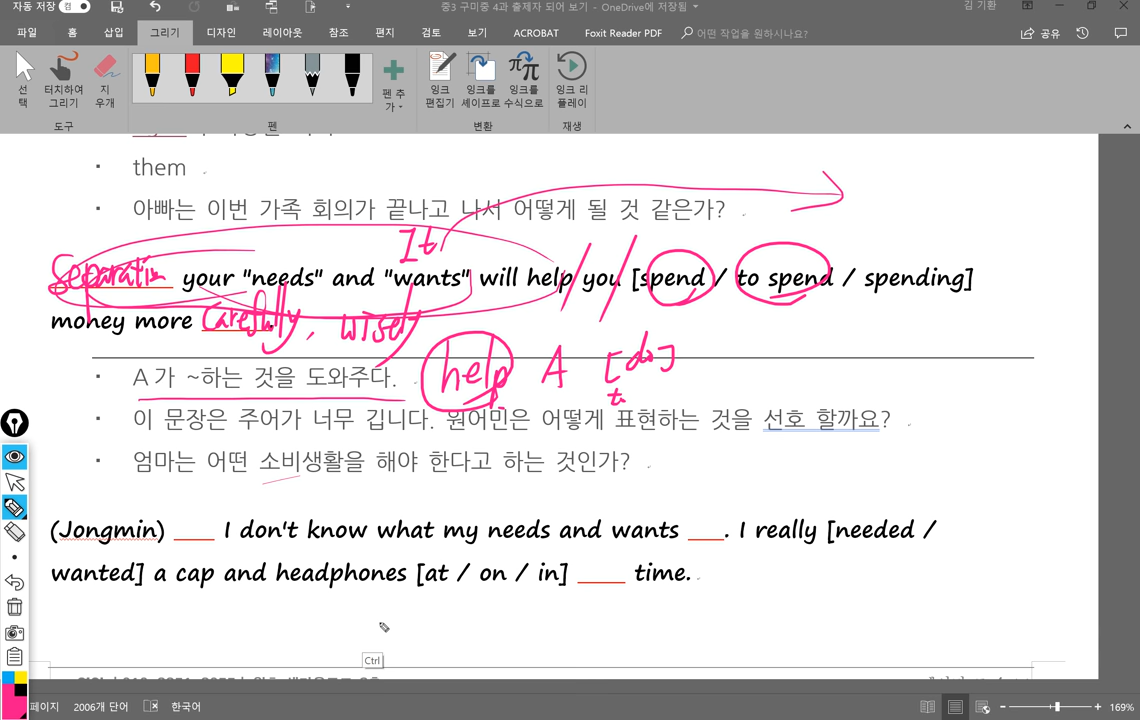 자동 저장 켬 중3 구미중 4과 출제자 되어 보기 - OneDrive에 저장됨 김 기환
파일 홈 삽입 그리기 디자인 레이아웃 참조 편지 검토 보기 ACROBAT Foxit Reader PDF 어떤 작업을 원하시나요? 공유
선택 터치하여 그리기 지우개 펜 추가 잉크 편집기 잉크를 셰이프로 잉크를 수식으로 잉크 리플레이
도구 펜 변환 재생
· them
· 아빠는 이번 가족 회의가 끝나고 나서 어떻게 될 것 같은가?
It
your "needs" and "wants" will help you [spend / to spend / spending]
money more Carefully, wisely
help A [do]
· A가 ~하는 것을 도와주다.
· 이 문장은 주어가 너무 깁니다. 원어민은 어떻게 표현하는 것을 선호 할까요?
· 엄마는 어떤 소비생활을 해야 한다고 하는 것인가?
(Jongmin) ___ I don't know what my needs and wants ___. I really [needed /
wanted] a cap and headphones [at / on / in] ____ time.
Ctrl
페이지 2006개 단어 한국어 169%